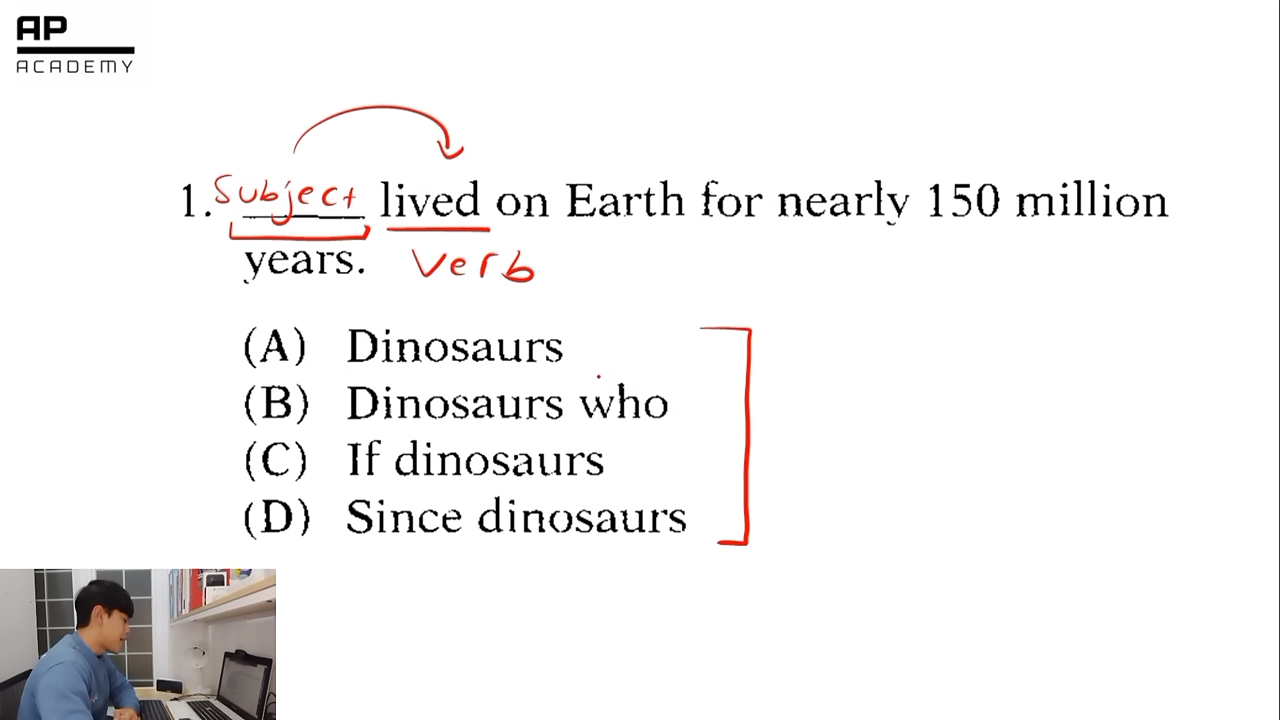 AP
ACADEMY
1. Subject lived on Earth for nearly 150 million
years. Verb
(A) Dinosaurs
(B) Dinosaurs who
(C) If dinosaurs
(D) Since dinosaurs